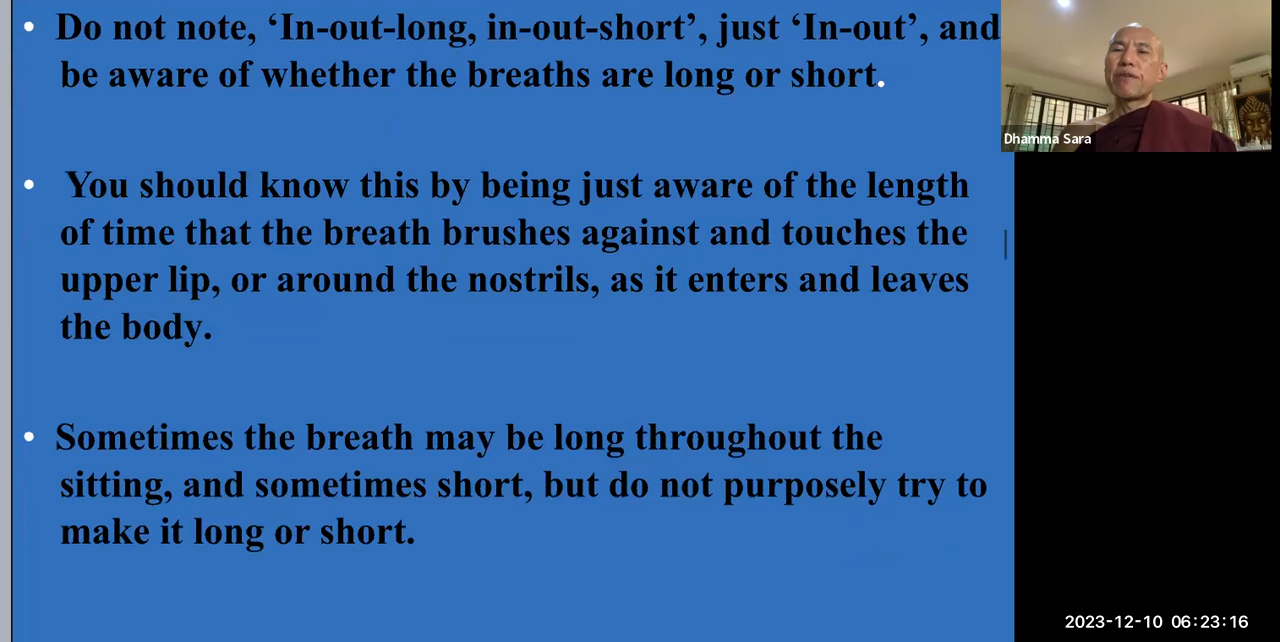 • Do not note, ‘In-out-long, in-out-short’, just ‘In-out’, and
be aware of whether the breaths are long or short.
• You should know this by being just aware of the length
of time that the breath brushes against and touches the
upper lip, or around the nostrils, as it enters and leaves
the body.
• Sometimes the breath may be long throughout the
sitting, and sometimes short, but do not purposely try to
make it long or short.
Dhamma Sara
2023-12-10 06:23:16